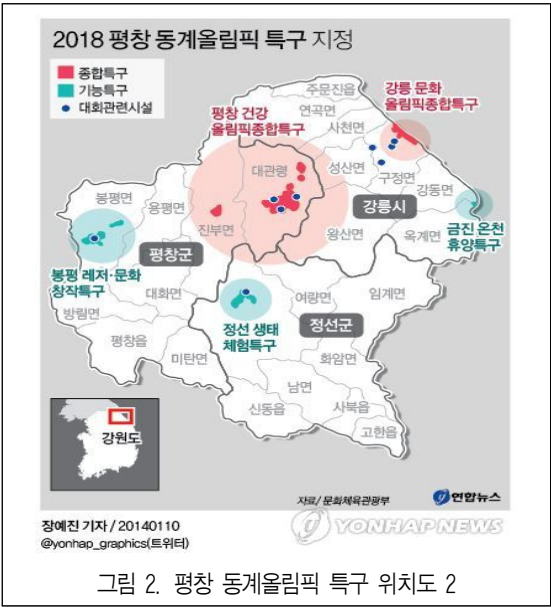 2018 평창 동계올림픽 특구 지정
종합특구
기능특구
대회관련시설
주문진읍
강릉 문화
올림픽종합특구
연곡면
평창 건강
올림픽종합특구
사천면
대관령
성산면
구정면
강동면
봉평면
용평면
강릉시
진부면
왕산면
옥계면
금진 온천
휴양특구
평창군
봉평 레저·문화
창작특구
대화면
여량면
임계면
방림면
정선 생태
체험특구
정선군
평창읍
미탄면
화암면
남면
신동읍
사북읍
고한읍
강원도
자료/ 문화체육관광부
연합뉴스
장예진 기자 / 20140110
@yonhap_graphics(트위터)
YONHAP NEWS
그림 2. 평창 동계올림픽 특구 위치도 2